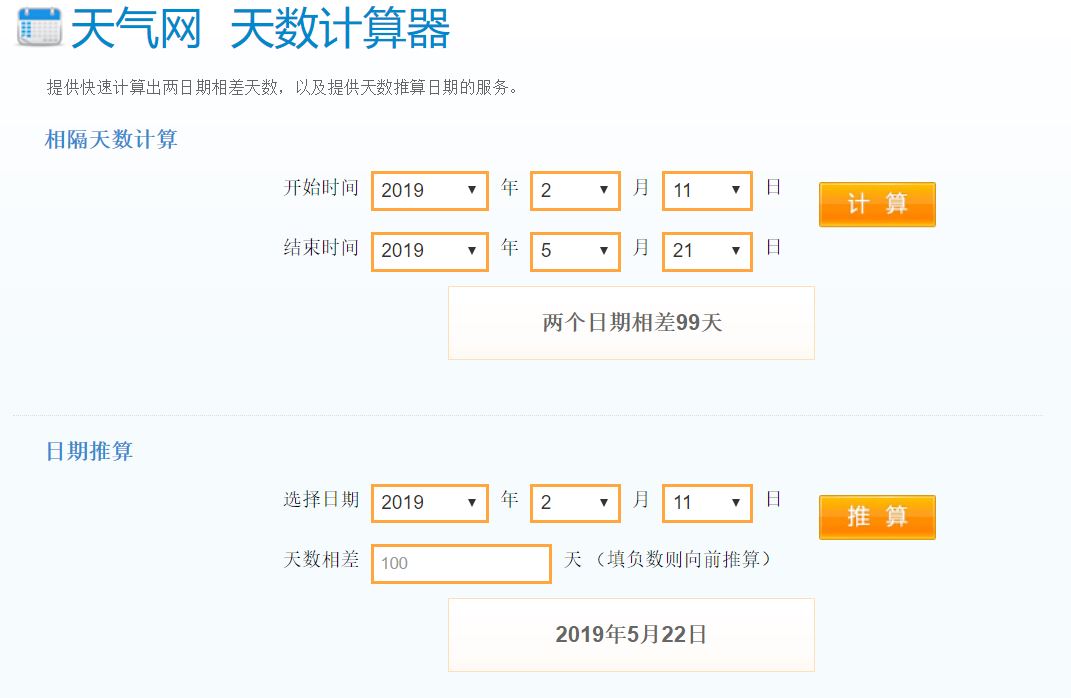 天气网 天数计算器
提供快速计算出两日期相差天数，以及提供天数推算日期的服务。
相隔天数计算
开始时间 2019 年 2 月 11 日 计 算
结束时间 2019 年 5 月 21 日
两个日期相差99天
日期推算
选择日期 2019 年 2 月 11 日 推 算
天数相差 100 天 （填负数则向前推算）
2019年5月22日